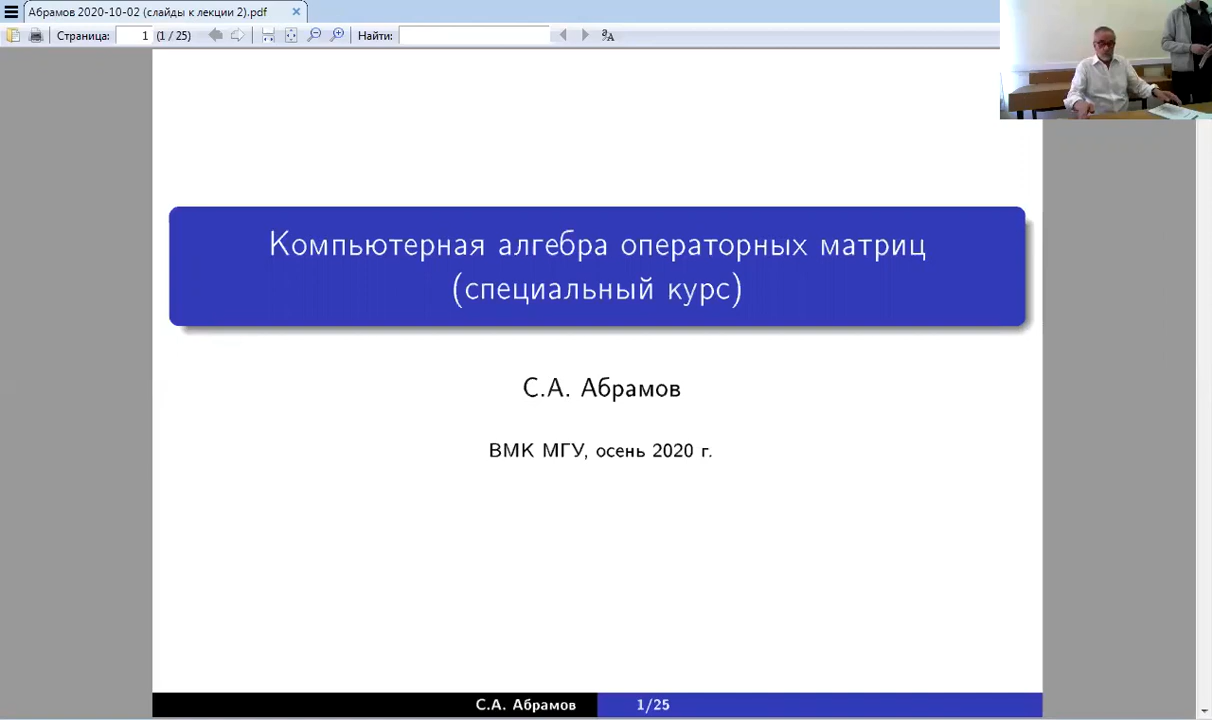 Абрамов 2020-10-02 (слайды к лекции 2).pdf
Страница: 1 (1 / 25) Найти:
Компьютерная алгебра операторных матриц
(специальный курс)
С.А. Абрамов
ВМК МГУ, осень 2020 г.
С.А. Абрамов 1/25